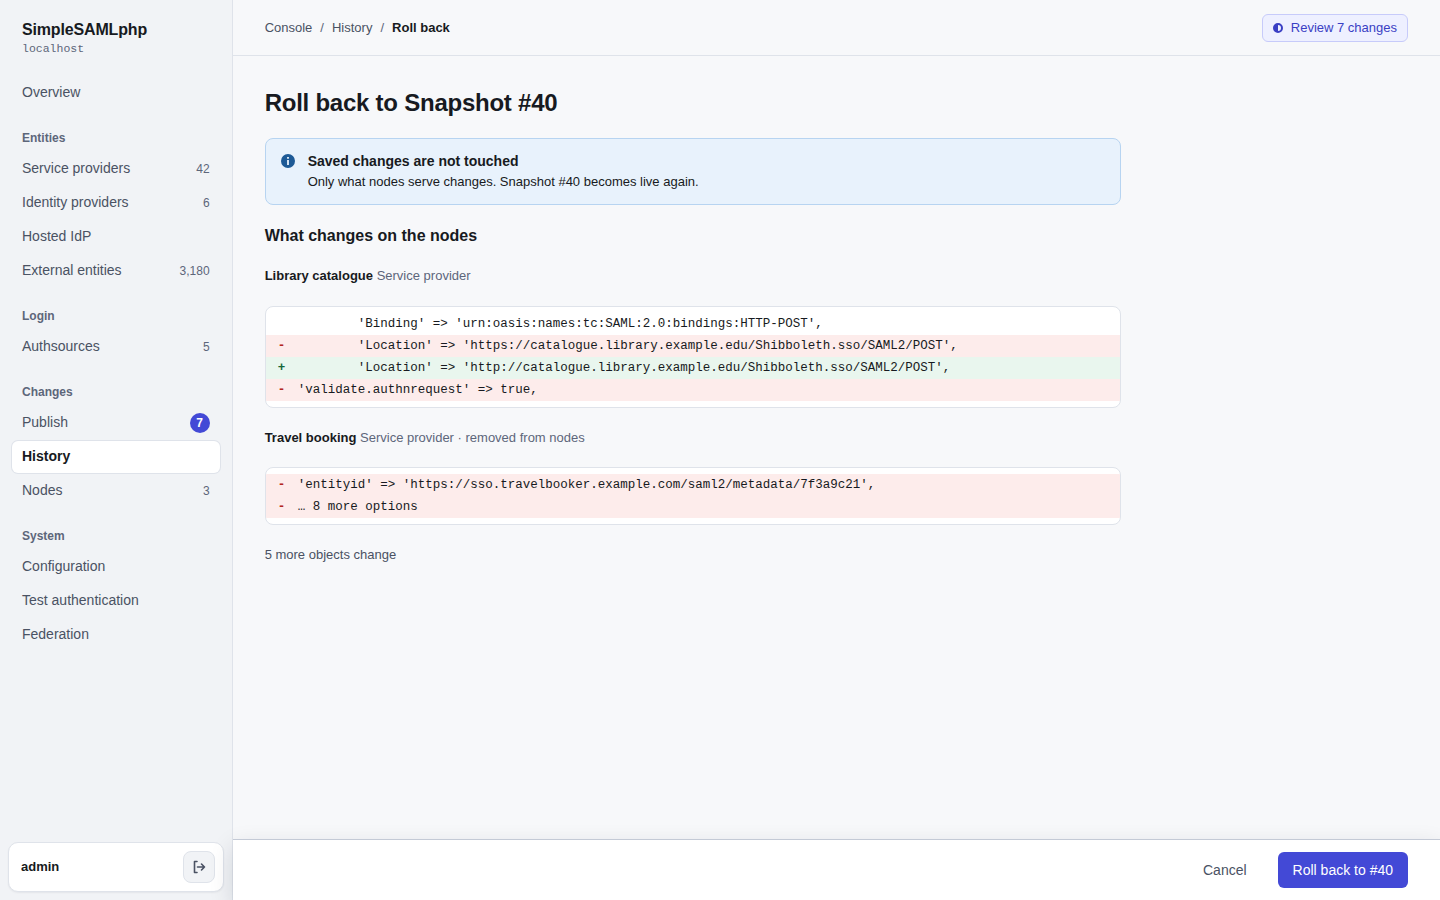 SimpleSAMLphp
localhost
Overview
Entities
Service providers 42
Identity providers 6
Hosted IdP
External entities 3,180
Login
Authsources 5
Changes
Publish 7
History
Nodes 3
System
Configuration
Test authentication
Federation
admin
Console / History / Roll back
Review 7 changes
Roll back to Snapshot #40
Saved changes are not touched
Only what nodes serve changes. Snapshot #40 becomes live again.
What changes on the nodes
Library catalogue Service provider
'Binding' => 'urn:oasis:names:tc:SAML:2.0:bindings:HTTP-POST',
- 'Location' => 'https://catalogue.library.example.edu/Shibboleth.sso/SAML2/POST',
+ 'Location' => 'http://catalogue.library.example.edu/Shibboleth.sso/SAML2/POST',
- 'validate.authnrequest' => true,
Travel booking Service provider · removed from nodes
- 'entityid' => 'https://sso.travelbooker.example.com/saml2/metadata/7f3a9c21',
- … 8 more options
5 more objects change
Cancel
Roll back to #40